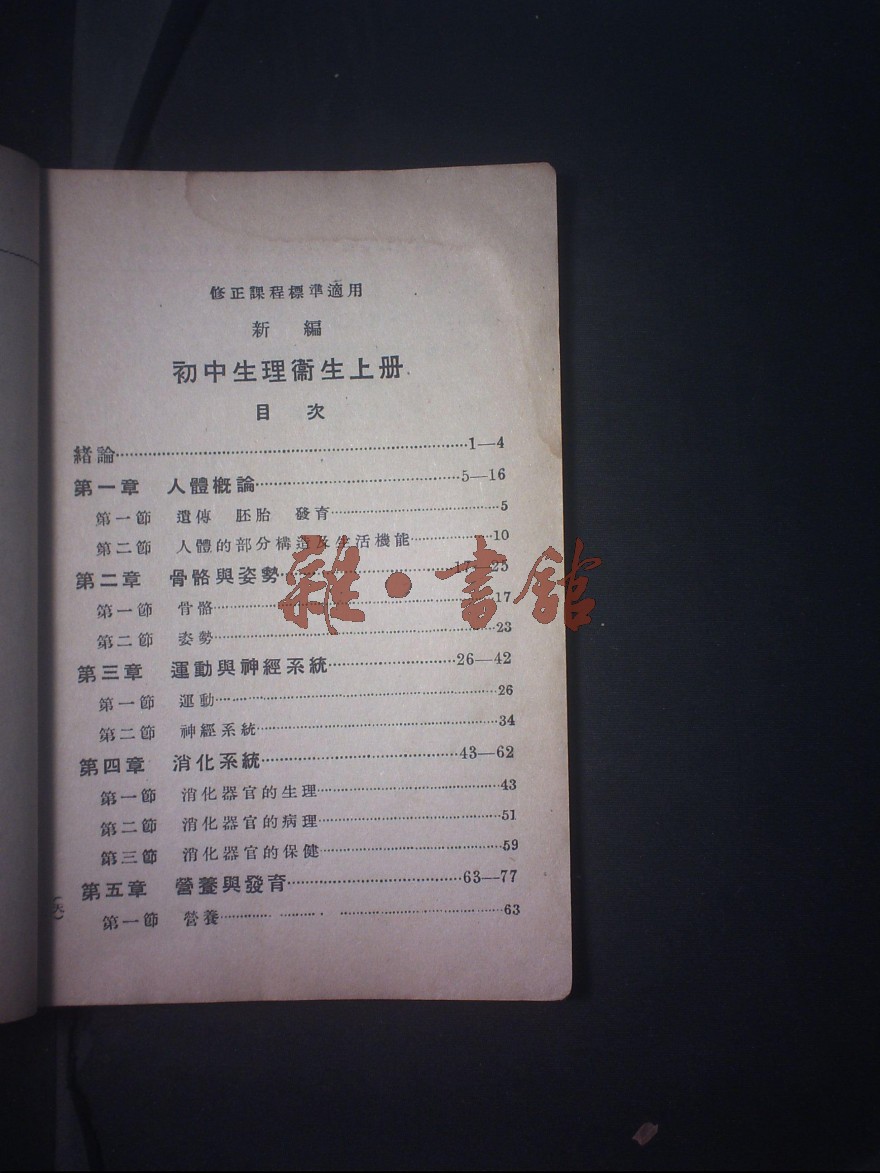 修正課程標準適用
新 編
初中生理衞生上册
目 次
緒論……1—4
第一章 人體概論……5—16
第一節 遺傳 胚胎 發育……5
第二節 人體的部分構造及生活機能……10
第二章 骨骼與姿勢……25
第一節 骨骼……17
第二節 姿勢……23
第三章 運動與神經系統……26—42
第一節 運動……26
第二節 神經系統……34
第四章 消化系統……43—62
第一節 消化器官的生理……43
第二節 消化器官的病理……51
第三節 消化器官的保健……59
第五章 營養與發育……63—77
第一節 營養……63
雜·書館